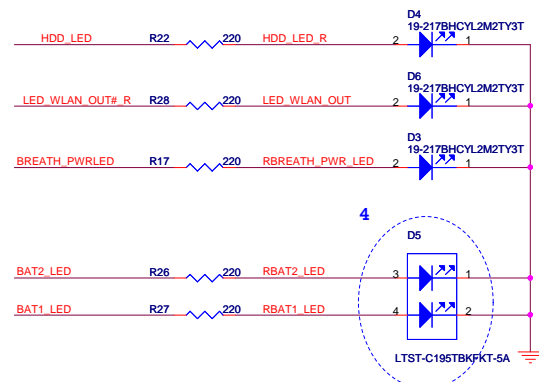 D4
19-217BHCYL2M2TY3T
HDD_LED R22 220 HDD_LED_R 2 1
D6
19-217BHCYL2M2TY3T
LED_WLAN_OUT#_R R28 220 LED_WLAN_OUT 2 1
D3
19-217BHCYL2M2TY3T
BREATH_PWRLED R17 220 RBREATH_PWR_LED 2 1
4
D5
BAT2_LED R26 220 RBAT2_LED 3 1
BAT1_LED R27 220 RBAT1_LED 4 2
LTST-C195TBKFKT-5A